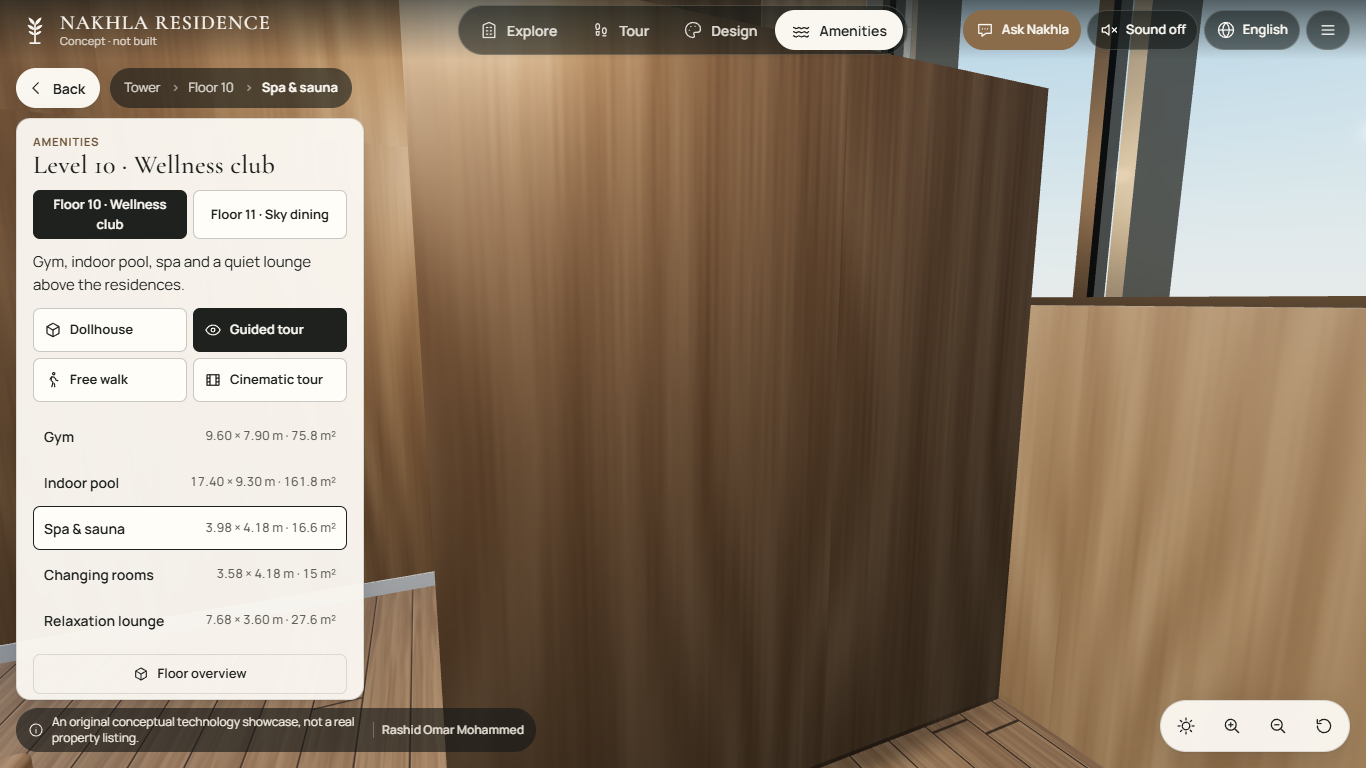 NAKHLA RESIDENCE
Concept · not built
Explore
Tour
Design
Amenities
Ask Nakhla
Sound off
English
Back
Tower › Floor 10 › Spa & sauna
AMENITIES
Level 10 · Wellness club
Floor 10 · Wellness
club
Floor 11 · Sky dining
Gym, indoor pool, spa and a quiet lounge
above the residences.
Dollhouse
Guided tour
Free walk
Cinematic tour
Gym 9.60 × 7.90 m · 75.8 m²
Indoor pool 17.40 × 9.30 m · 161.8 m²
Spa & sauna 3.98 × 4.18 m · 16.6 m²
Changing rooms 3.58 × 4.18 m · 15 m²
Relaxation lounge 7.68 × 3.60 m · 27.6 m²
Floor overview
An original conceptual technology showcase, not a real
property listing.
Rashid Omar Mohammed